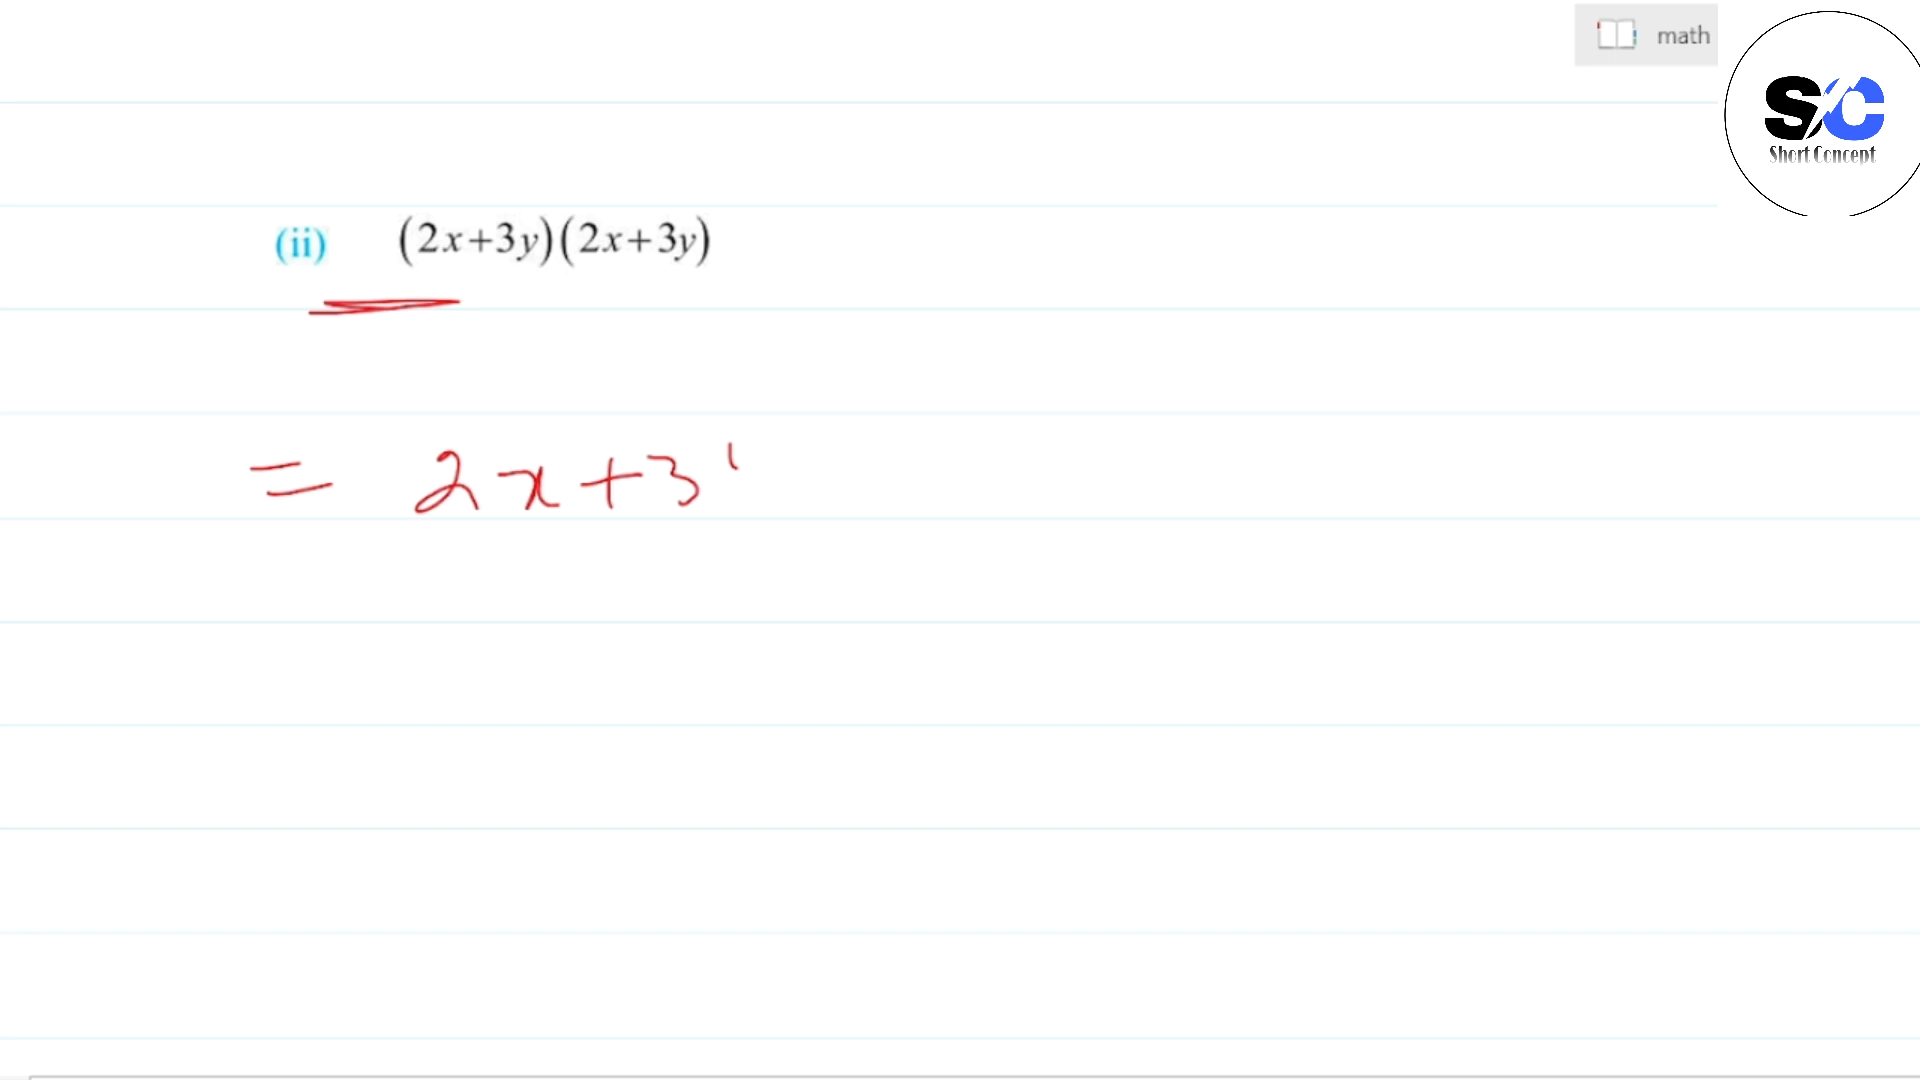 math
SC
Short Concept
(ii) (2x+3y)(2x+3y)
= 2x+3